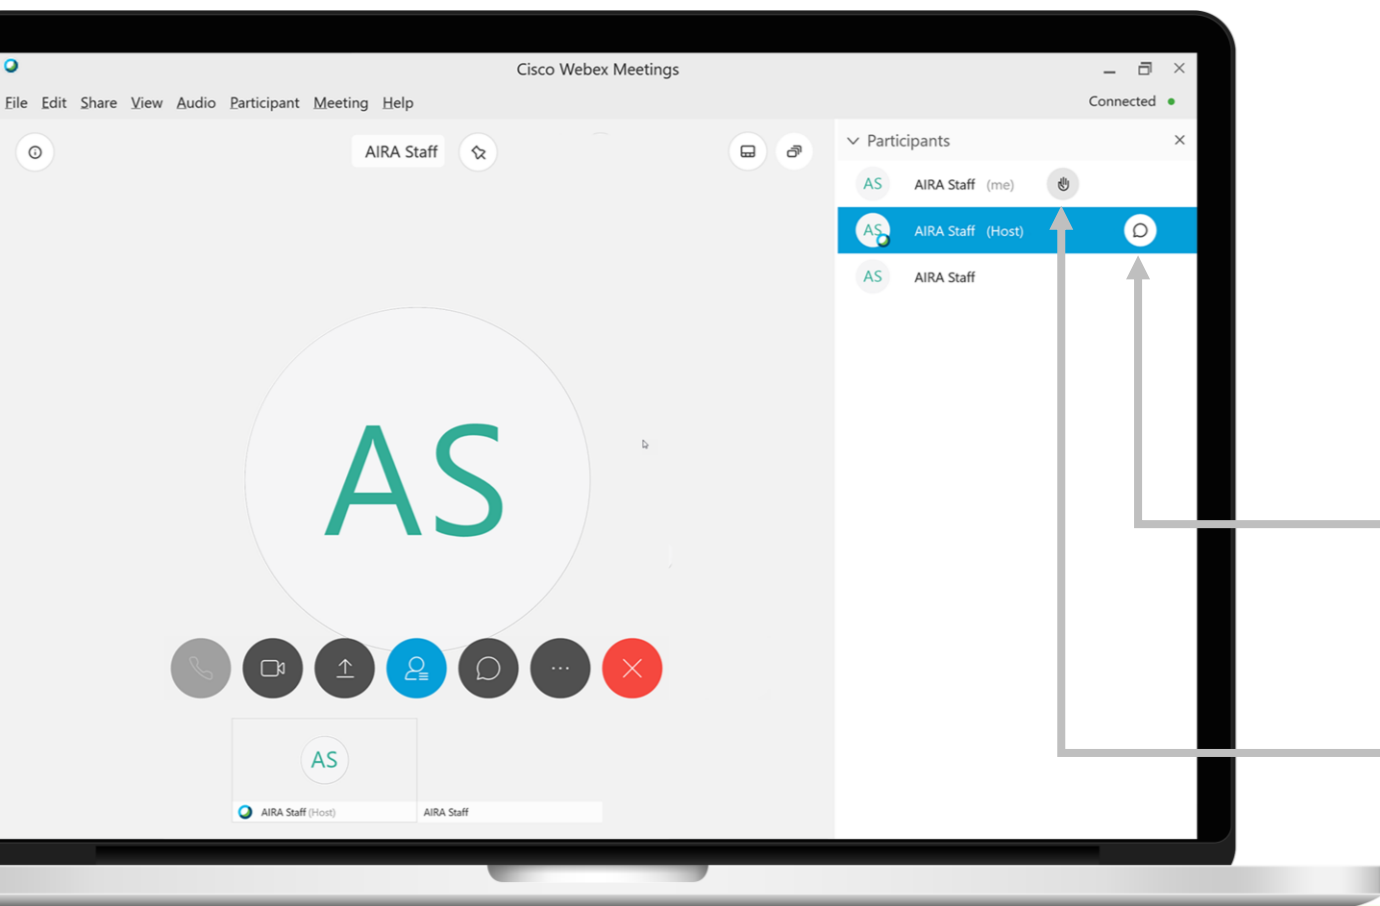 Cisco Webex Meetings
File Edit Share View Audio Participant Meeting Help
Connected
AIRA Staff
Participants
AS AIRA Staff (me)
AS AIRA Staff (Host)
AS AIRA Staff
AS
AS
AIRA Staff (Host)
AIRA Staff